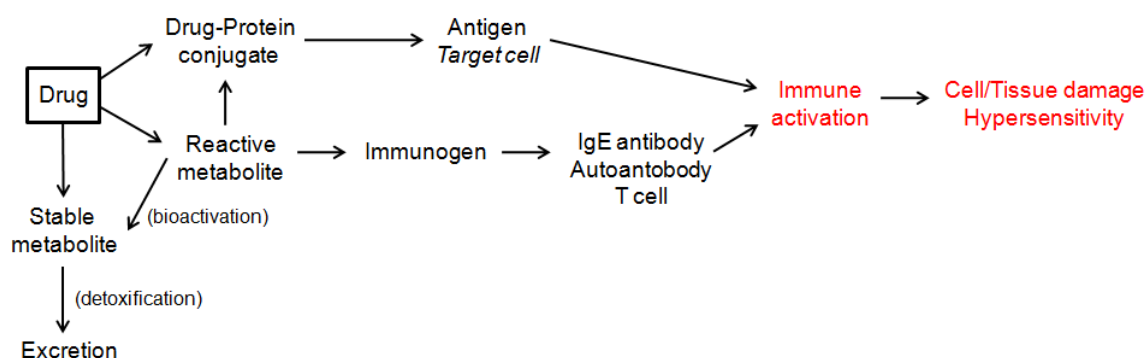 Drug-Protein
conjugate
Antigen
Target cell
Drug
Immune
activation
Cell/Tissue damage
Hypersensitivity
Reactive
metabolite
Immunogen
IgE antibody
Autoantobody
T cell
Stable
metabolite
(bioactivation)
(detoxification)
Excretion